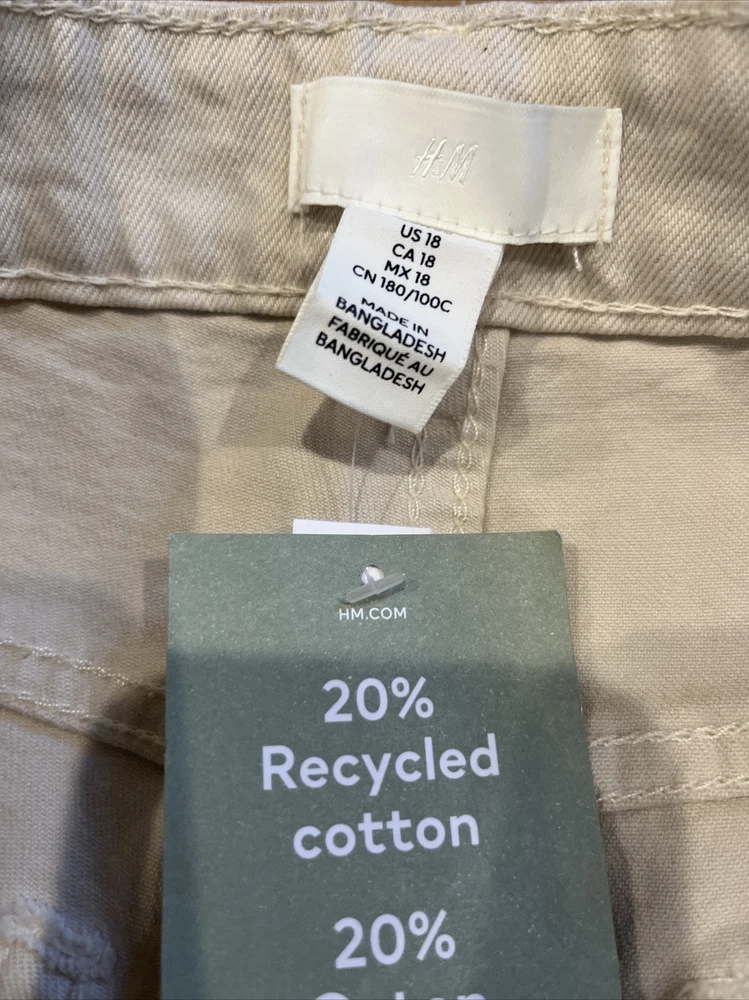 H&M
US 18
CA 18
MX 18
CN 180/100C
MADE IN
BANGLADESH
FABRIQUÉ AU
BANGLADESH
HM.COM
20%
Recycled
cotton
20%